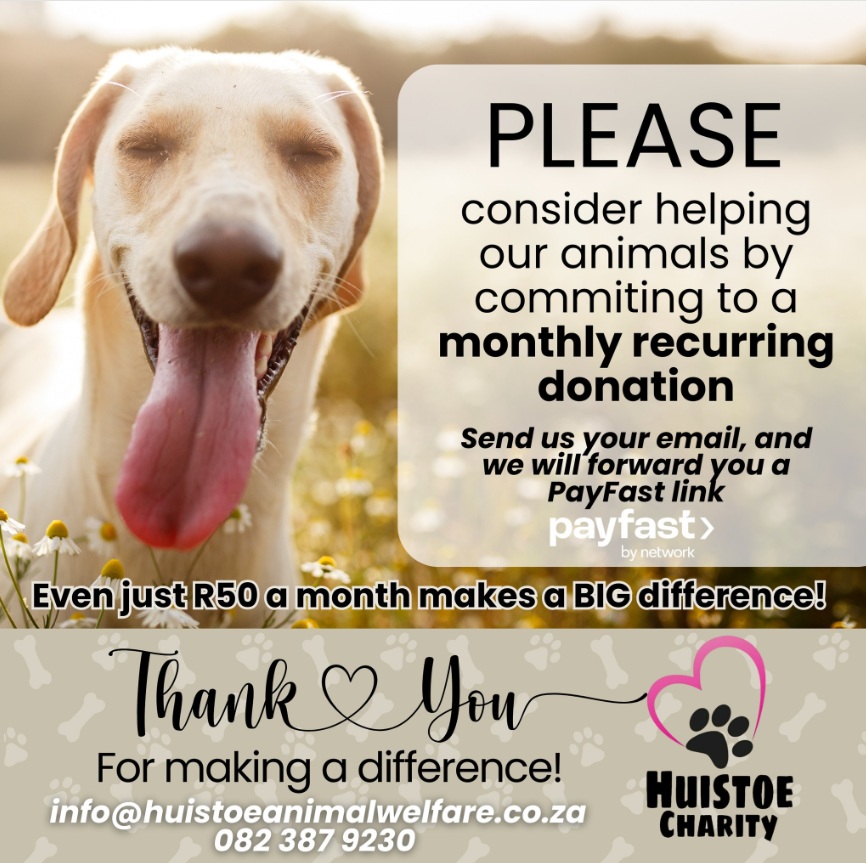 PLEASE
consider helping
our animals by
commiting to a
monthly recurring
donation
Send us your email, and
we will forward you a
PayFast link
payfast
by network
Even just R50 a month makes a BIG difference!
Thank You
For making a difference!
info@huistoeanimalwelfare.co.za
082 387 9230
HUISTOE
CHARITY